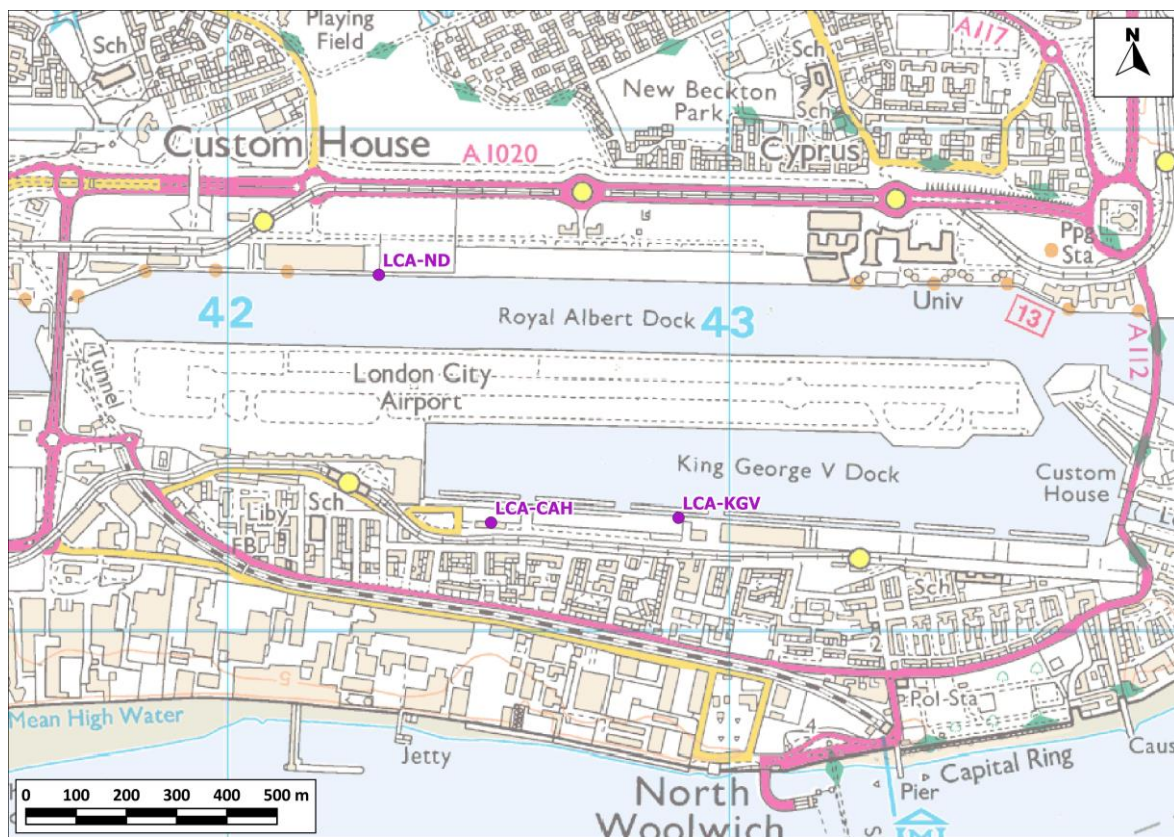 Playing
Field
Sch
A117
N
Sch
New Beckton
Park
Sch
Custom House
A1020
Cyprus
Ppg
Sta
LCA-ND
42
Royal Albert Dock
43
Univ
13
A112
Tunnel
London City
Airport
King George V Dock
Custom
House
LCA-CAH
LCA-KGV
Liby
Sch
FB
Sch
2
5
Pol Sta
Mean High Water
4
Jetty
Capital Ring
Caus
Pier
0 100 200 300 400 500 m
North
Woolwich